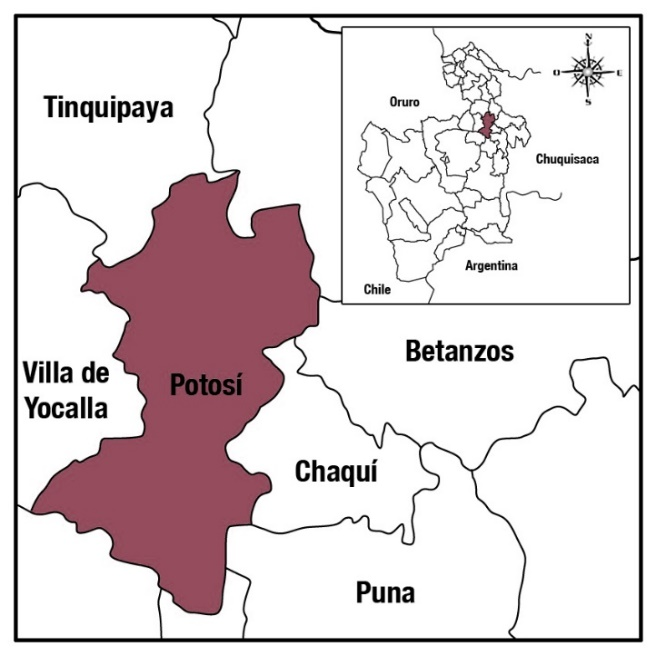 Tinquipaya
Oruro
N
O
E
S
Chuquisaca
Argentina
Chile
Villa de
Yocalla
Potosí
Betanzos
Chaquí
Puna